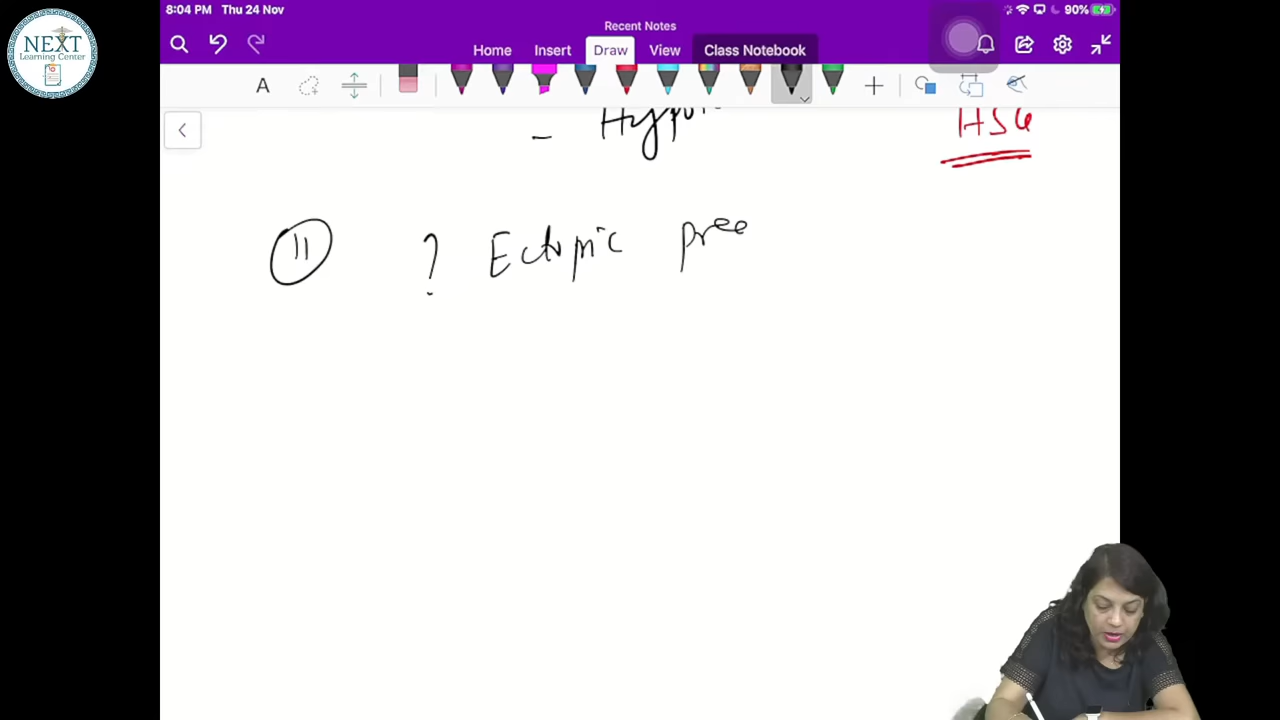 8:04 PM Thu 24 Nov
90%
NEXT
Learning Center
Recent Notes
Home Insert Draw View Class Notebook
A
-
HSG
11 ? Ectopic pree